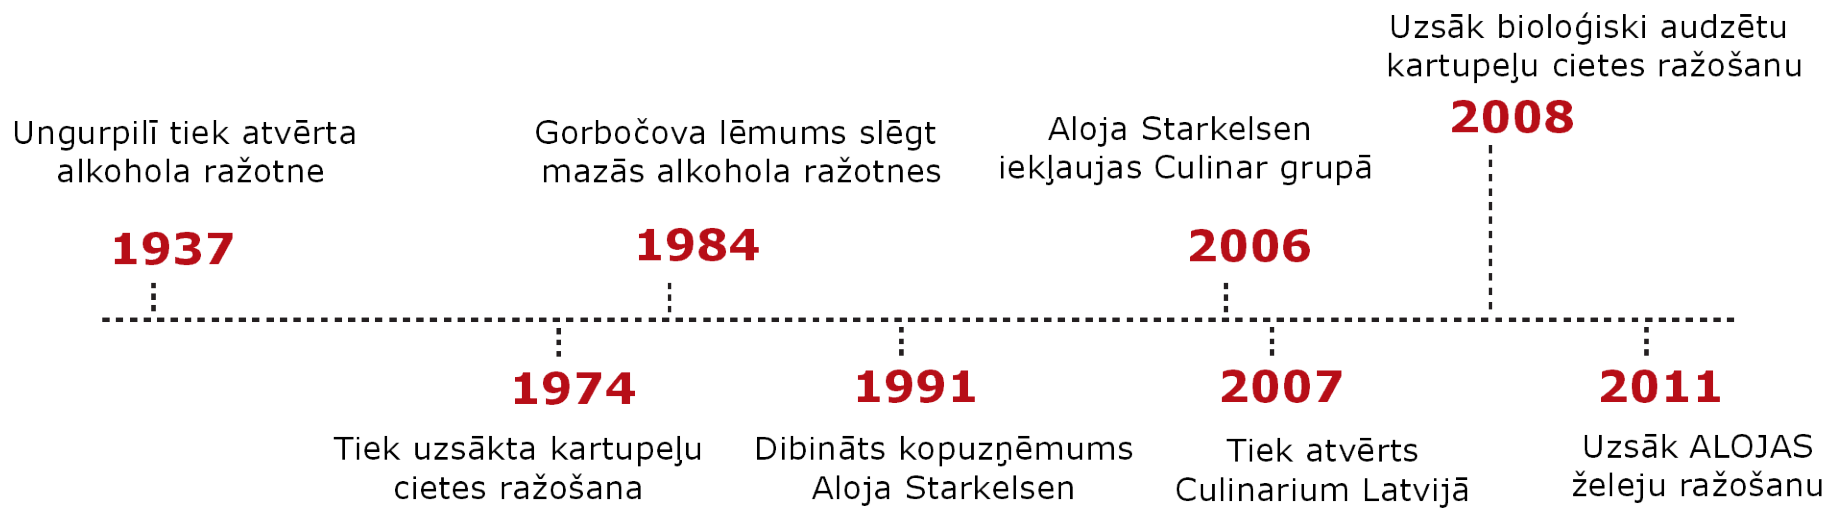 Ungurpilī tiek atvērta
alkohola ražotne
1937
1974
Tiek uzsākta kartupeļu
cietes ražošana
Gorbočova lēmums slēgt
mazās alkohola ražotnes
1984
1991
Dibināts kopuzņēmums
Aloja Starkelsen
Aloja Starkelsen
iekļaujas Culinar grupā
2006
2007
Tiek atvērts
Culinarium Latvijā
Uzsāk bioloģiski audzētu
kartupeļu cietes ražošanu
2008
2011
Uzsāk ALOJAS
želeju ražošanu